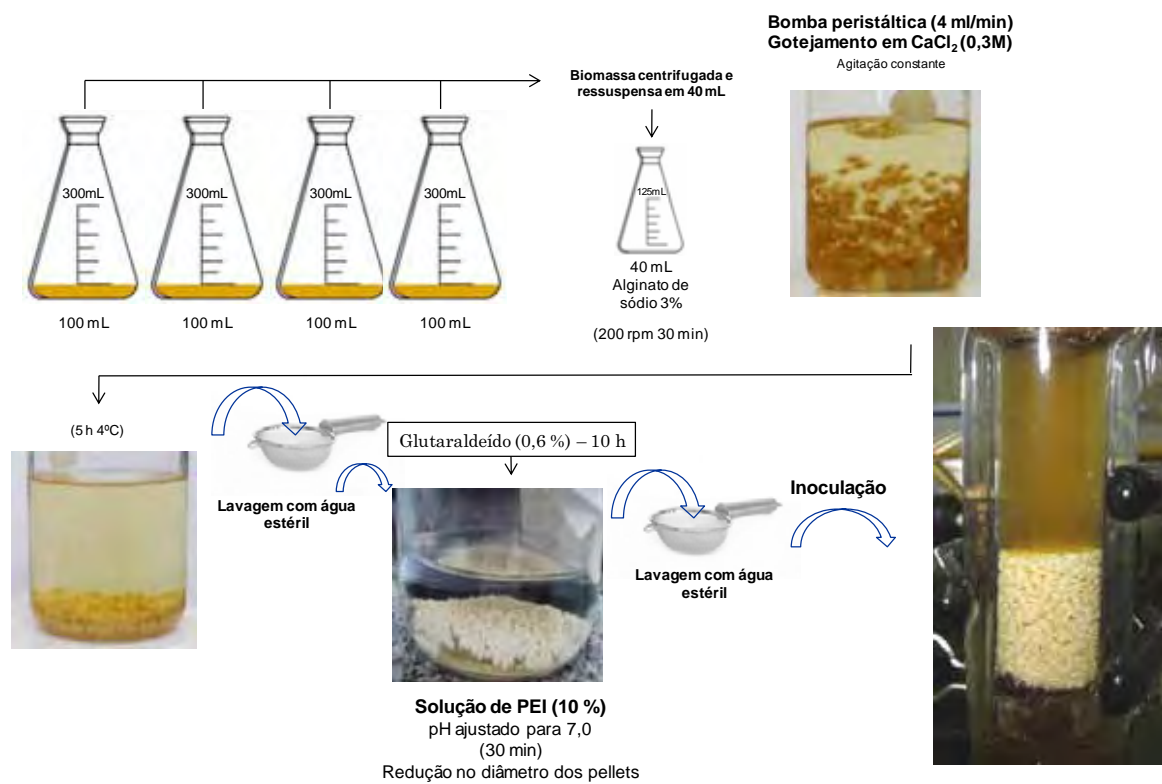 Bomba peristáltica (4 ml/min)
Gotejamento em CaCl₂ (0,3M)
Agitação constante
Biomassa centrifugada e
ressuspensa em 40 mL
300mL
300mL
300mL
300mL
125mL
100 mL
100 mL
100 mL
100 mL
40 mL
Alginato de
sódio 3%
(200 rpm 30 min)
(5 h 4ºC)
Lavagem com água
estéril
Glutaraldeído (0,6 %) – 10 h
Lavagem com água
estéril
Inoculação
Solução de PEI (10 %)
pH ajustado para 7,0
(30 min)
Redução no diâmetro dos pellets